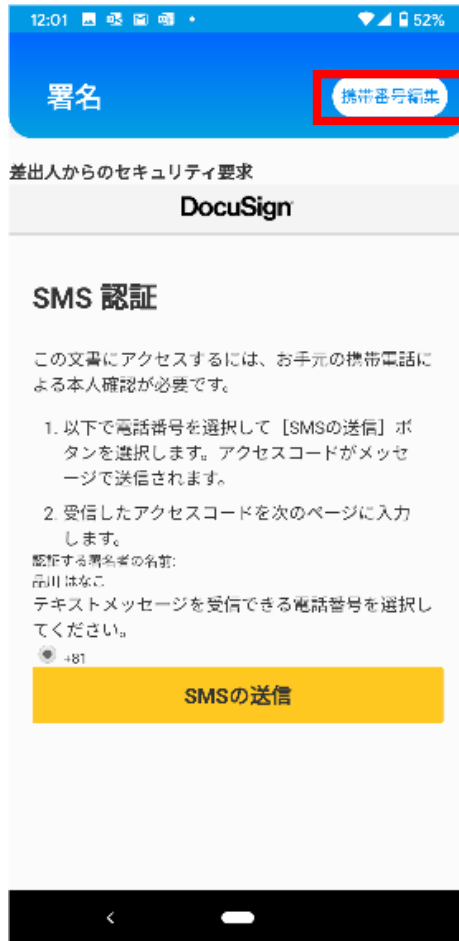 12:01
52%
署名
携帯番号編集
差出人からのセキュリティ要求
DocuSign
SMS 認証
この文書にアクセスするには、お手元の携帯電話に
よる本人確認が必要です。
1. 以下で電話番号を選択して［SMSの送信］ボ
タンを選択します。アクセスコードがメッセ
ージで送信されます。
2. 受信したアクセスコードを次のページに入力
します。
認証する署名者の名前:
品川 はなこ
テキストメッセージを受信できる電話番号を選択し
てください。
+81
SMSの送信